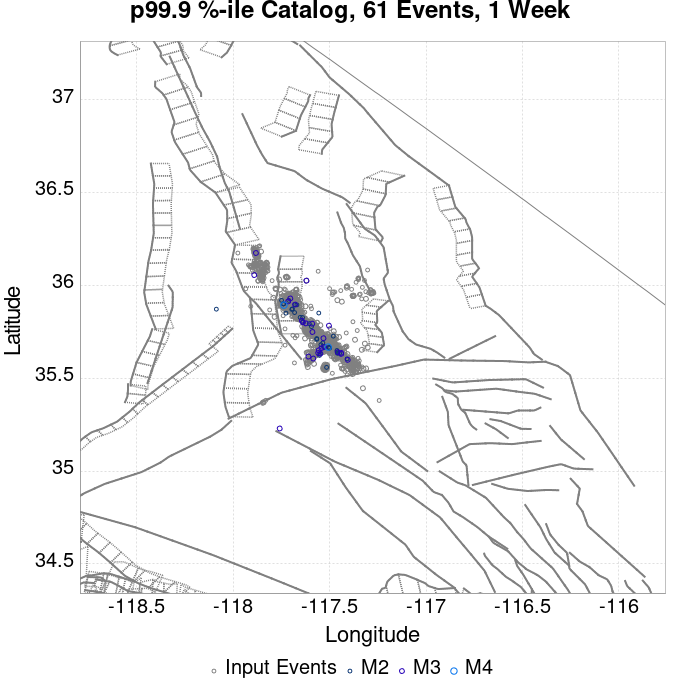 p99.9 %-ile Catalog, 61 Events, 1 Week
37
36.5
36
35.5
35
34.5
Latitude
-118.5 -118 -117.5 -117 -116.5 -116
Longitude
Input Events M2 M3 M4